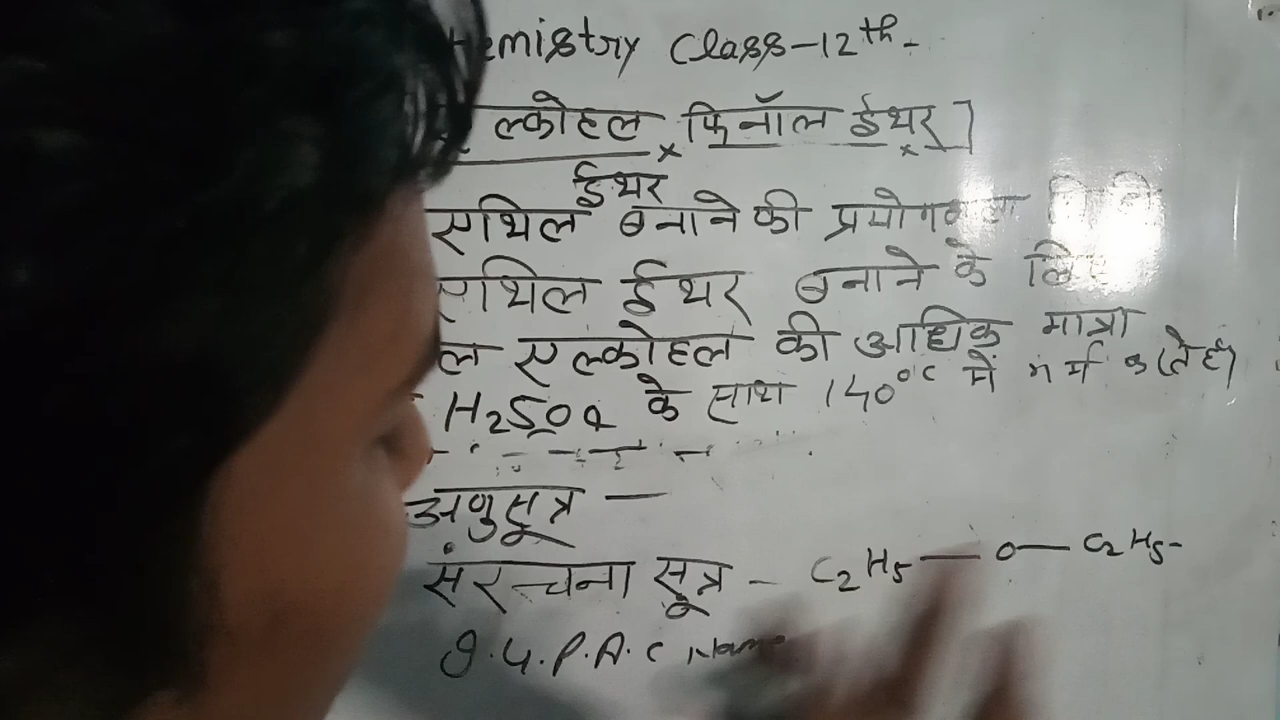 emistry Class-12th-
ल्कोहल फिनॉल ईथर]
ईथर
एथिल बनाने की
एथिल ईथर बनाने के
ल एल्कोहल की अधिक मात्रा
H2SO4 के साथ 140°C में गर्म करते है।
अणुसूत्र —
संरचना सूत्र - C2H5 — O — C2H5-
I.U.P.A.C Name